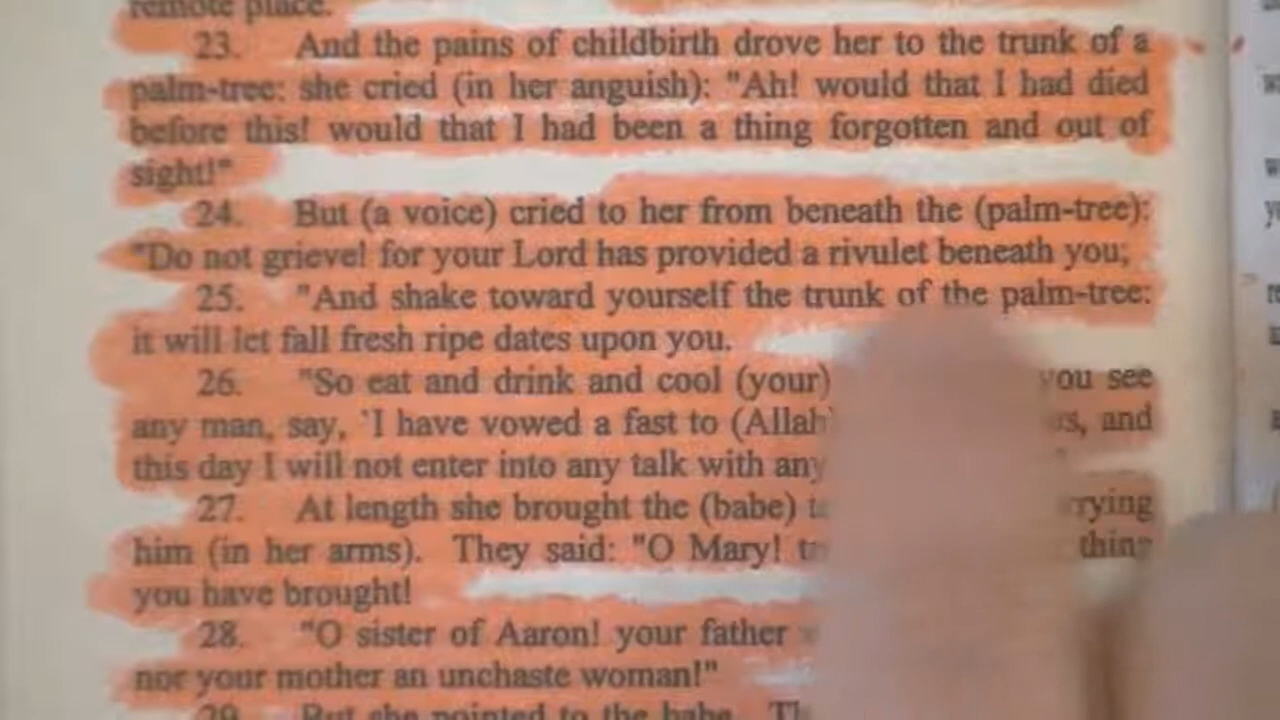 remote place.
23. And the pains of childbirth drove her to the trunk of a
palm-tree: she cried (in her anguish): "Ah! would that I had died
before this! would that I had been a thing forgotten and out of
sight!"
24. But (a voice) cried to her from beneath the (palm-tree):
"Do not grieve! for your Lord has provided a rivulet beneath you;
25. "And shake toward yourself the trunk of the palm-tree:
it will let fall fresh ripe dates upon you.
26. "So eat and drink and cool (your) you see
any man, say, `I have vowed a fast to (Allah) and
this day I will not enter into any talk with any
27. At length she brought the (babe)
him (in her arms). They said: "O Mary! thing
you have brought!
28. "O sister of Aaron! your father
nor your mother an unchaste woman!"
29. But she pointed to the babe.